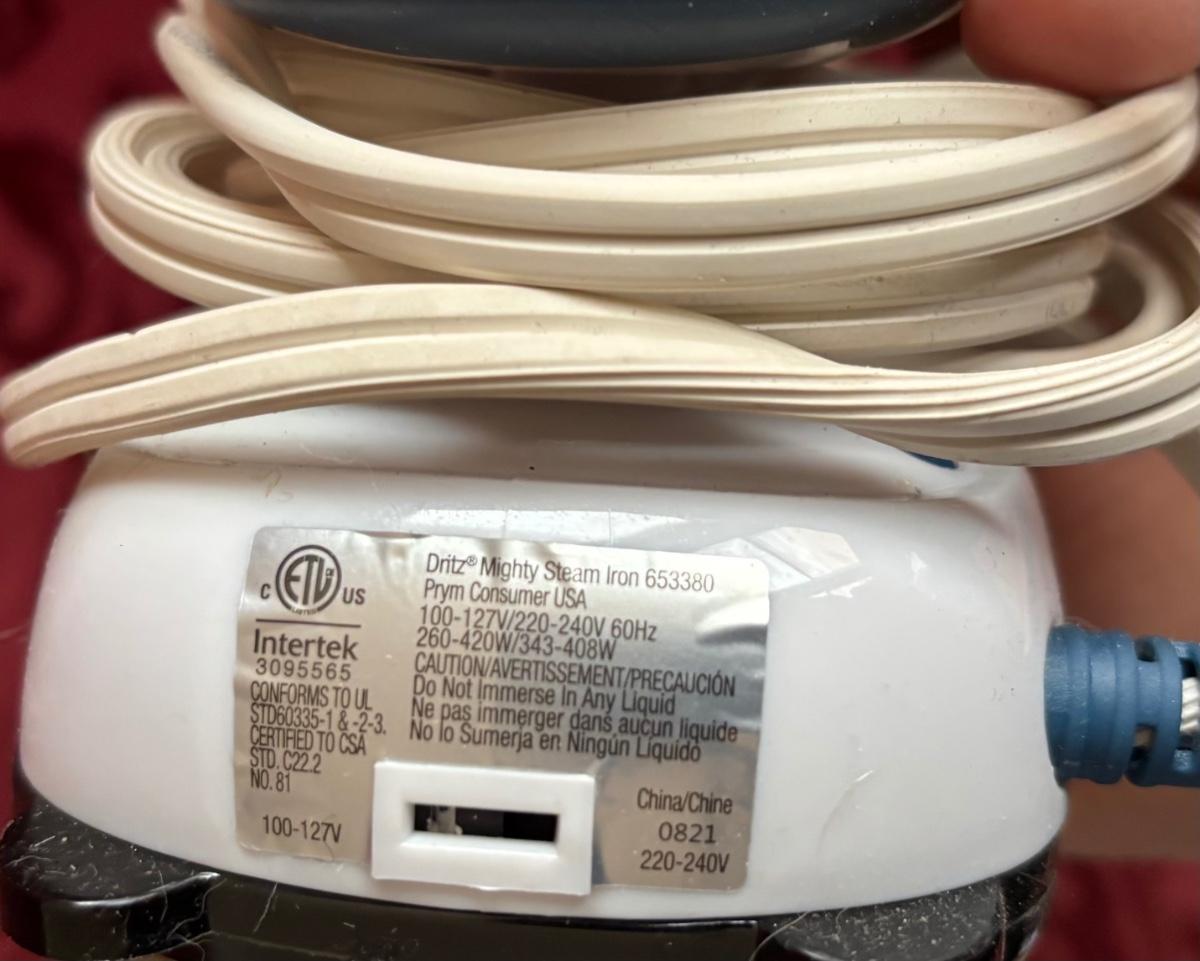 C ETL US
LISTED
Intertek
3095565
CONFORMS TO UL
STD60335-1 & -2-3.
CERTIFIED TO CSA
STD. C22.2
NO. 81
100-127V
Dritz® Mighty Steam Iron 653380
Prym Consumer USA
100-127V/220-240V 60Hz
260-420W/343-408W
CAUTION/AVERTISSEMENT/PRECAUCIÓN
Do Not Immerse In Any Liquid
Ne pas immerger dans aucun liquide
No lo Sumerja en Ningún Liquido
China/Chine
0821
220-240V